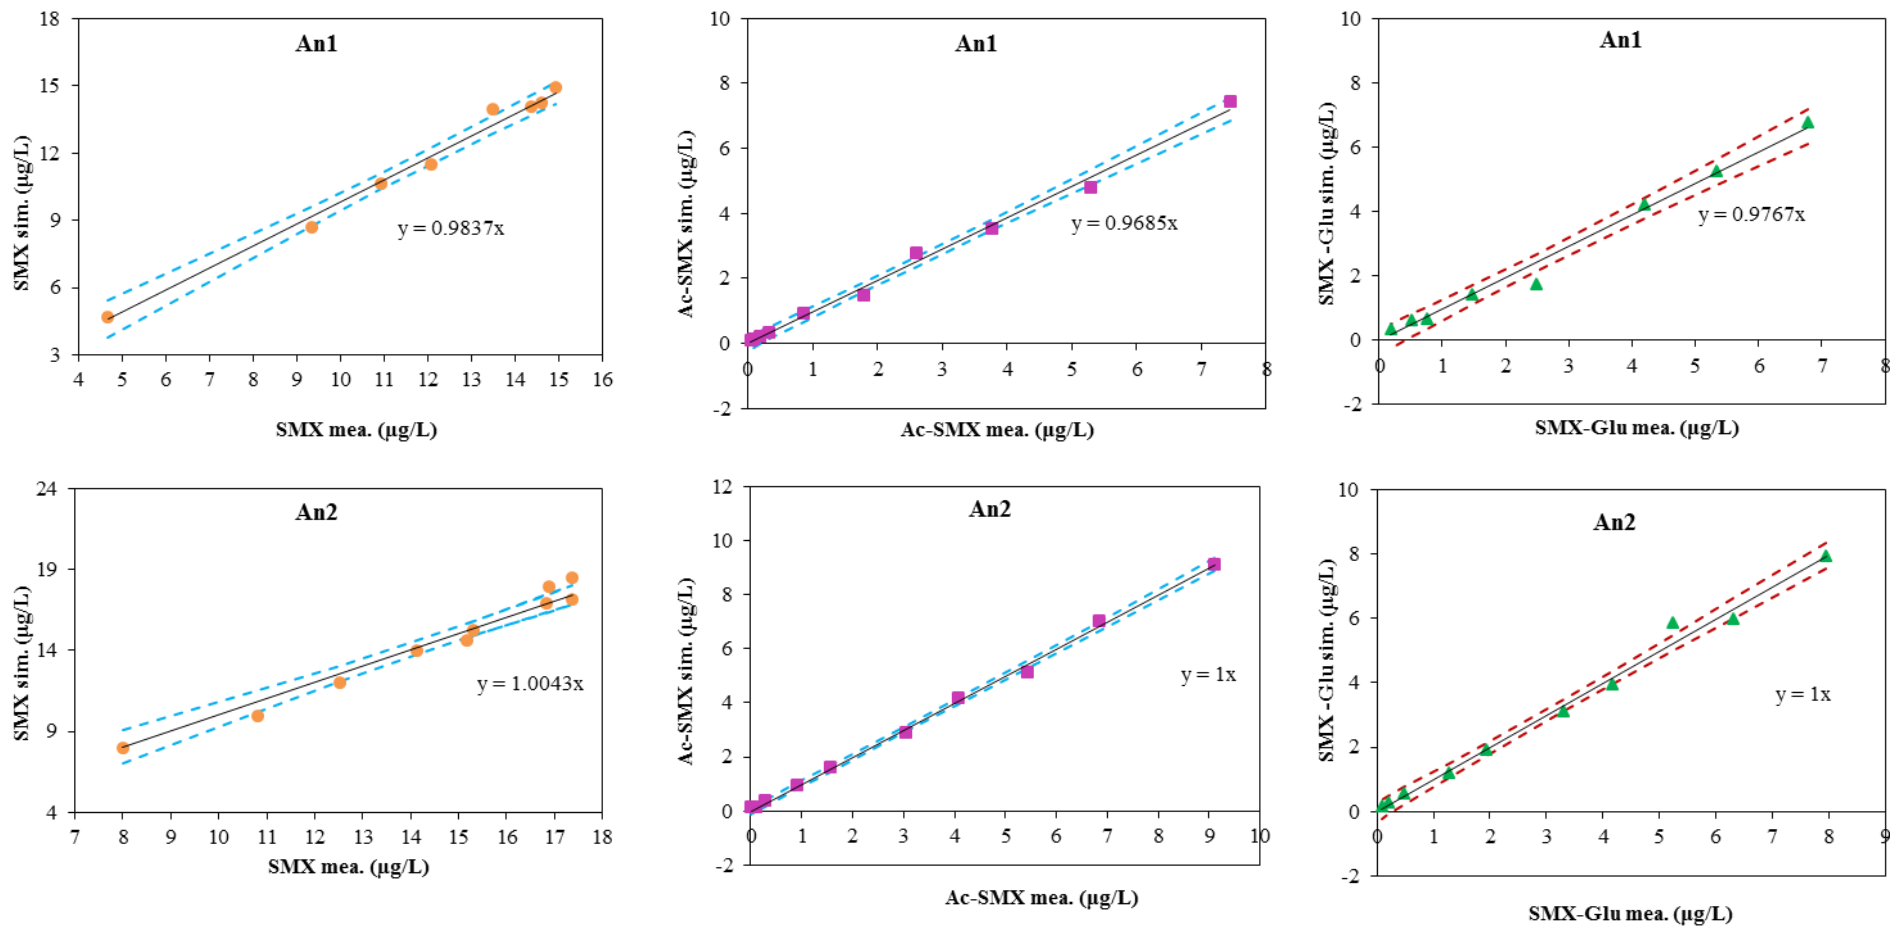 An1
SMX sim. (µg/L)
18
15
12
9
6
3
y = 0.9837x
4 5 6 7 8 9 10 11 12 13 14 15 16
SMX mea. (µg/L)
An1
Ac-SMX sim. (µg/L)
10
8
6
4
2
0
-2
y = 0.9685x
0 1 2 3 4 5 6 7 8
Ac-SMX mea. (µg/L)
An1
SMX -Glu sim. (µg/L)
10
8
6
4
2
0
-2
y = 0.9767x
0 1 2 3 4 5 6 7 8
SMX-Glu mea. (µg/L)
An2
SMX sim. (µg/L)
24
19
14
9
4
y = 1.0043x
7 8 9 10 11 12 13 14 15 16 17 18
SMX mea. (µg/L)
An2
Ac-SMX sim. (µg/L)
12
10
8
6
4
2
0
-2
y = 1x
0 1 2 3 4 5 6 7 8 9 10
Ac-SMX mea. (µg/L)
An2
SMX -Glu sim. (µg/L)
10
8
6
4
2
0
-2
y = 1x
0 1 2 3 4 5 6 7 8 9
SMX-Glu mea. (µg/L)